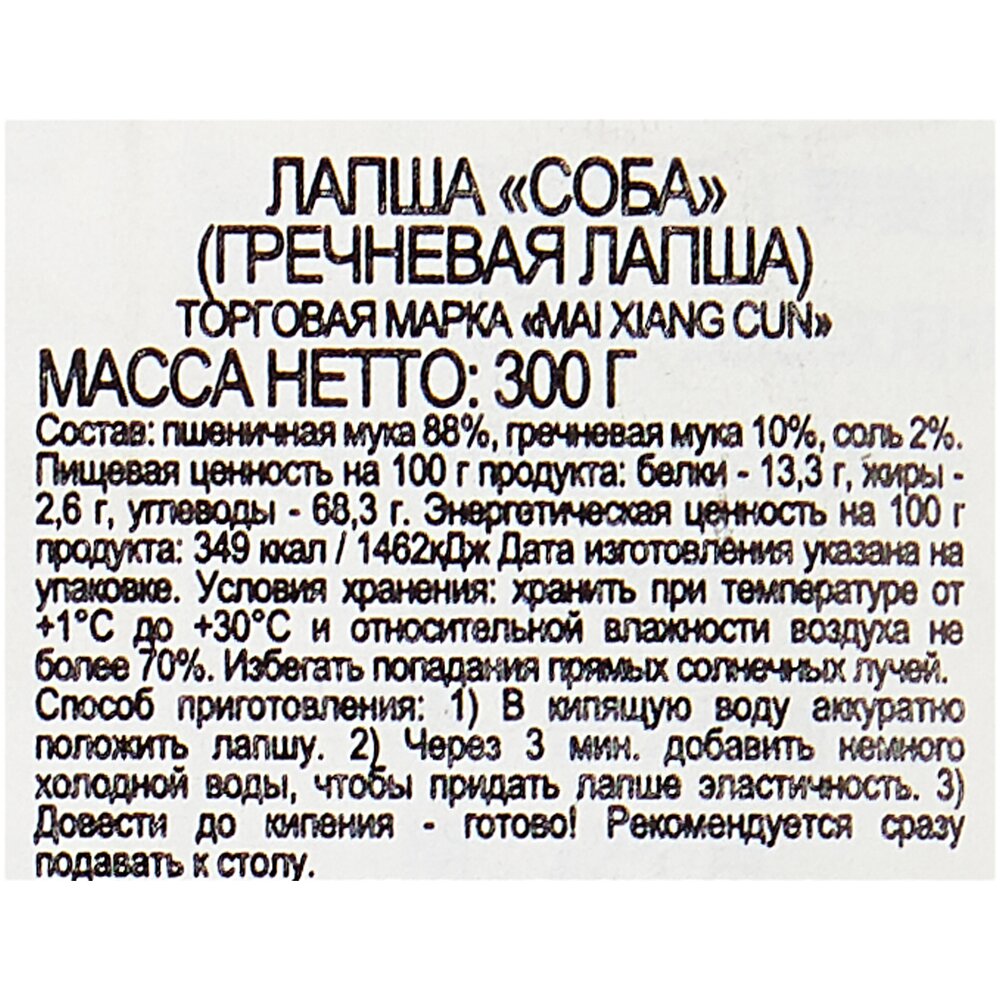 ЛАПША «СОБА»
(ГРЕЧНЕВАЯ ЛАПША)
ТОРГОВАЯ МАРКА «MAI XIANG CUN»
МАССА НЕТТО: 300 Г
Состав: пшеничная мука 88%, гречневая мука 10%, соль 2%.
Пищевая ценность на 100 г продукта: белки - 13,3 г, жиры -
2,6 г, углеводы - 68,3 г. Энергетическая ценность на 100 г
продукта: 349 ккал / 1462кДж Дата изготовления указана на
упаковке. Условия хранения: хранить при температуре от
+1°С до +30°С и относительной влажности воздуха не
более 70%. Избегать попадания прямых солнечных лучей.
Способ приготовления: 1) В кипящую воду аккуратно
положить лапшу. 2) Через 3 мин. добавить немного
холодной воды, чтобы придать лапше эластичность. 3)
Довести до кипения - готово! Рекомендуется сразу
подавать к столу.